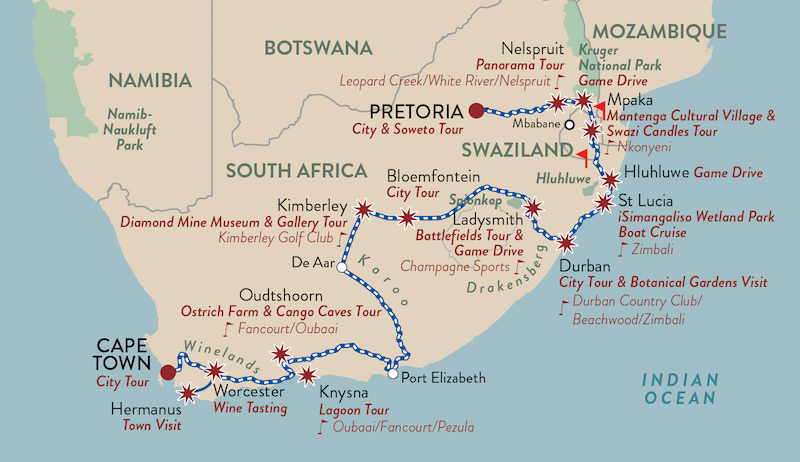 MOZAMBIQUE
BOTSWANA
NAMIBIA
Namib-
Naukluft
Park
Nelspruit
Panorama Tour
Leopard Creek/White River/Nelspruit
Kruger
National Park
Game Drive
PRETORIA
City & Soweto Tour
Mbabane
Mpaka
Mantenga Cultural Village &
Swazi Candles Tour
Nkonyeni
SWAZILAND
SOUTH AFRICA
Hluhluwe
Hluhluwe Game Drive
St Lucia
iSimangaliso Wetland Park
Boat Cruise
Zimbali
Bloemfontein
City Tour
Spionkop
Ladysmith
Battlefields Tour &
Game Drive
Champagne Sports
Drakensberg
Kimberley
Diamond Mine Museum & Gallery Tour
Kimberley Golf Club
De Aar
Karoo
Durban
City Tour & Botanical Gardens Visit
Durban Country Club/
Beachwood/Zimbali
Oudtshoorn
Ostrich Farm & Cango Caves Tour
Fancourt/Oubaai
CAPE
TOWN
City Tour
Winelands
Worcester
Wine Tasting
Hermanus
Town Visit
Knysna
Lagoon Tour
Oubaai/Fancourt/Pezula
Port Elizabeth
INDIAN
OCEAN